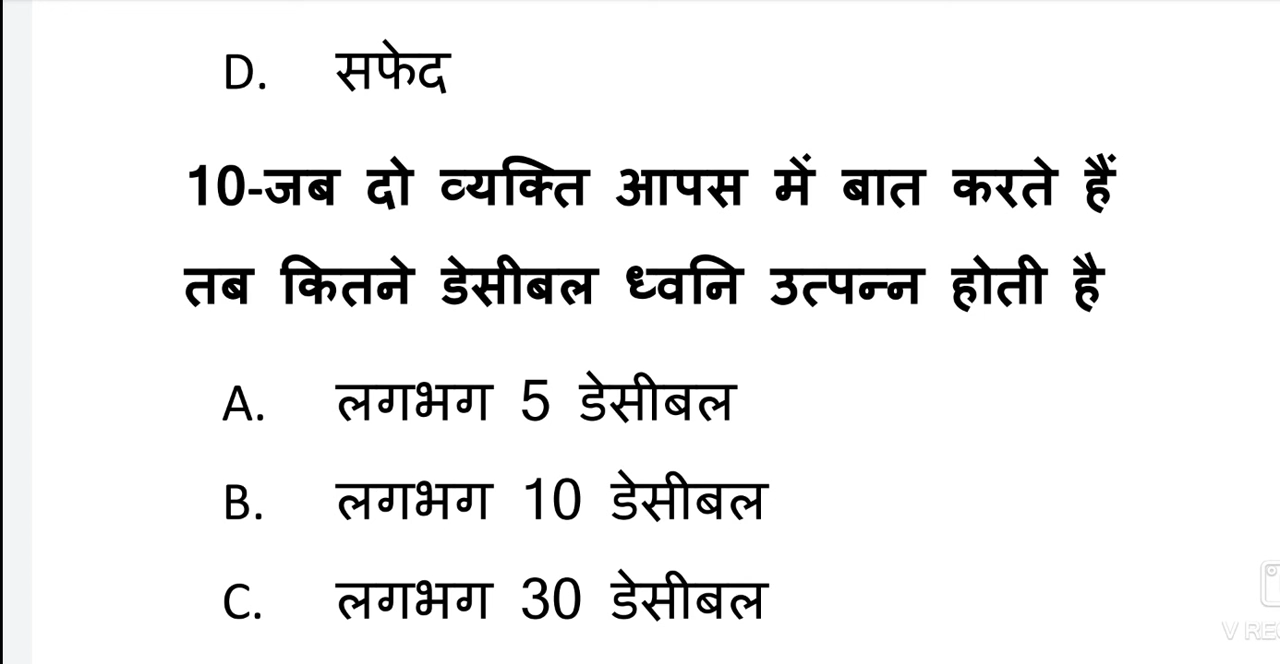 D. सफेद
10-जब दो व्यक्ति आपस में बात करते हैं
तब कितने डेसीबल ध्वनि उत्पन्न होती है
A. लगभग 5 डेसीबल
B. लगभग 10 डेसीबल
C. लगभग 30 डेसीबल
V REC